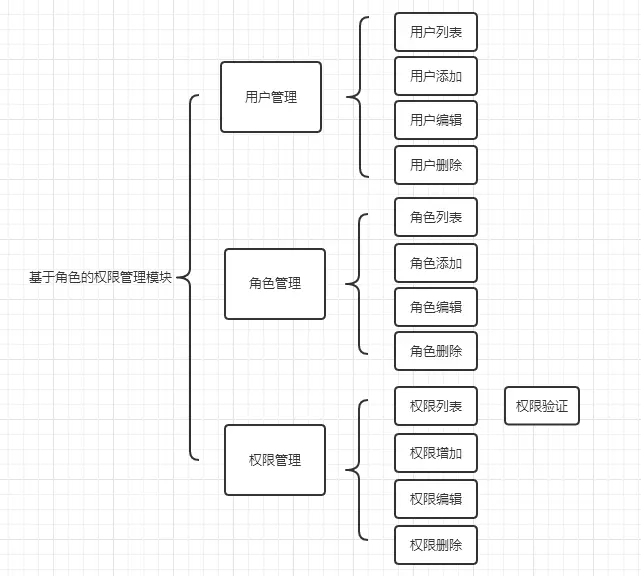 基于角色的权限管理模块
用户管理
用户列表
用户添加
用户编辑
用户删除
角色管理
角色列表
角色添加
角色编辑
角色删除
权限管理
权限列表
权限验证
权限增加
权限编辑
权限删除